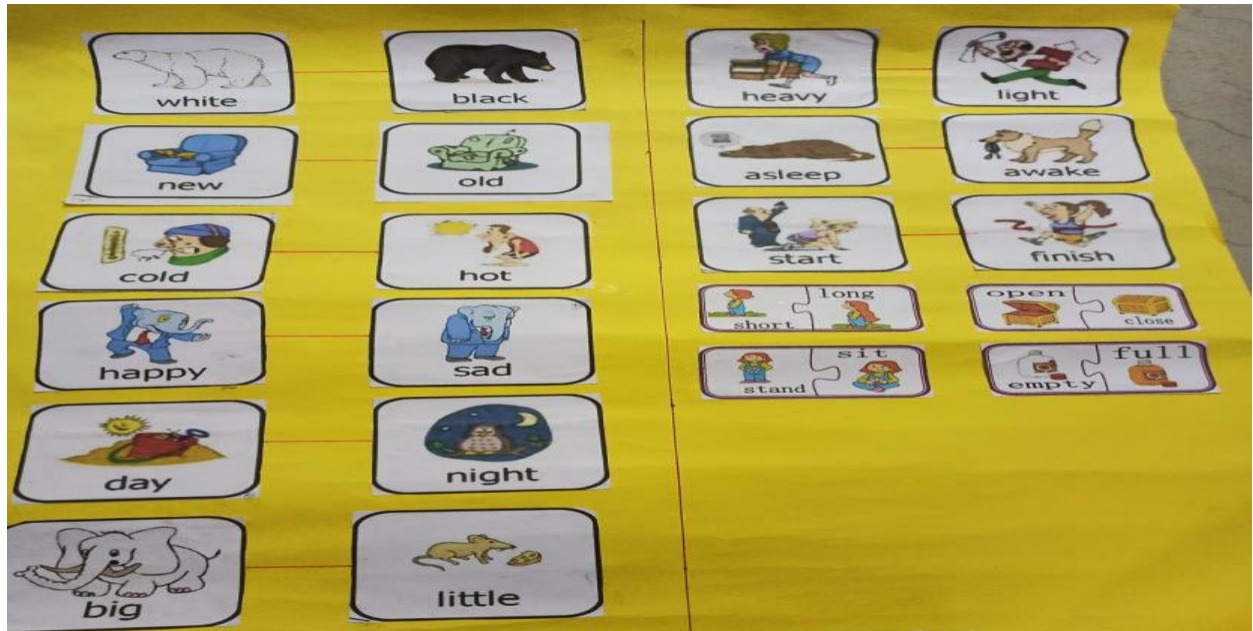 white black
new old
cold hot
happy sad
day night
big little
heavy light
asleep awake
start finish
short long
open close
stand sit
empty full